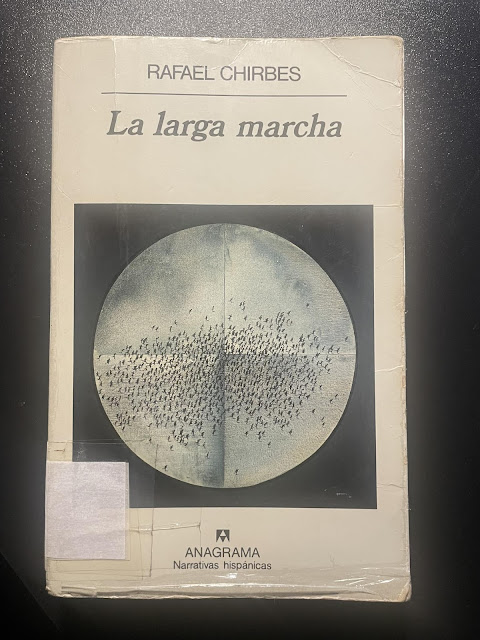 RAFAEL CHIRBES
La larga marcha
ANAGRAMA
Narrativas hispánicas